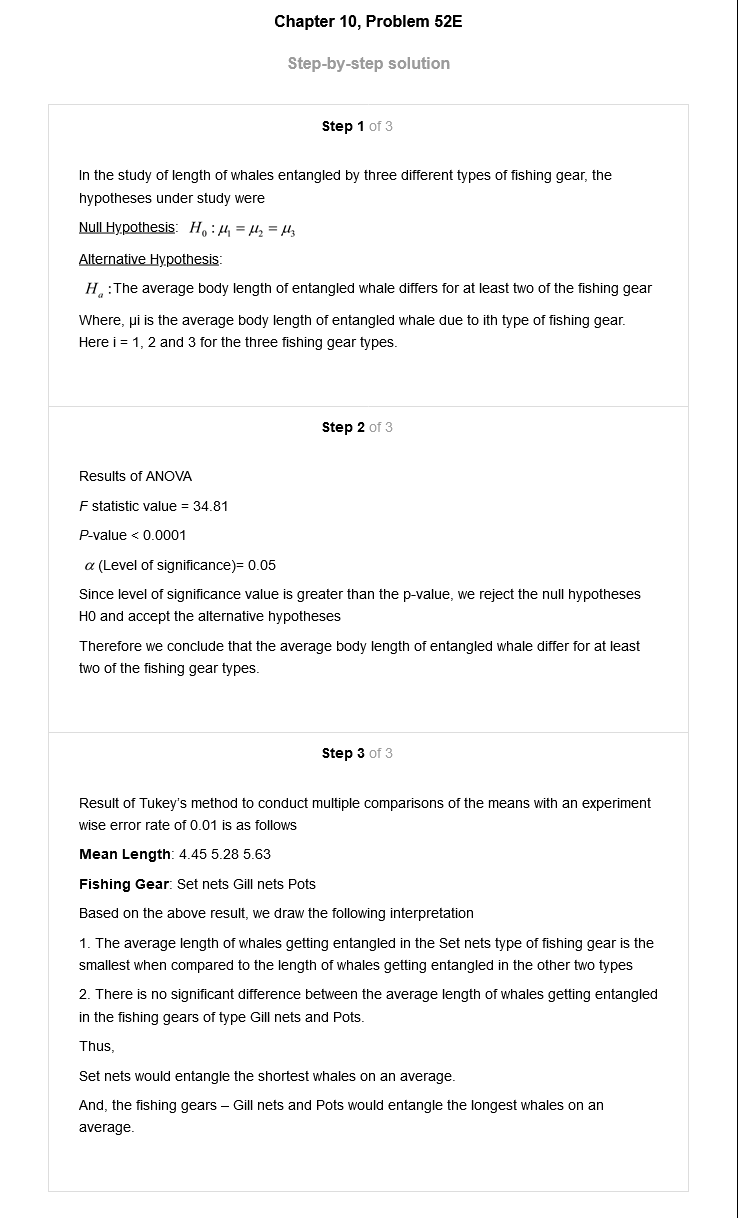 Chapter 10, Problem 52E
Step-by-step solution
Step 1 of 3
In the study of length of whales entangled by three different types of fishing gear, the
hypotheses under study were
Null Hypothesis: H₀ : μ₁ = μ₂ = μ₃
Alternative Hypothesis:
Hₐ :The average body length of entangled whale differs for at least two of the fishing gear
Where, μi is the average body length of entangled whale due to ith type of fishing gear.
Here i = 1, 2 and 3 for the three fishing gear types.
Step 2 of 3
Results of ANOVA
F statistic value = 34.81
P-value < 0.0001
α (Level of significance)= 0.05
Since level of significance value is greater than the p-value, we reject the null hypotheses
H0 and accept the alternative hypotheses
Therefore we conclude that the average body length of entangled whale differ for at least
two of the fishing gear types.
Step 3 of 3
Result of Tukey's method to conduct multiple comparisons of the means with an experiment
wise error rate of 0.01 is as follows
Mean Length: 4.45 5.28 5.63
Fishing Gear: Set nets Gill nets Pots
Based on the above result, we draw the following interpretation
1. The average length of whales getting entangled in the Set nets type of fishing gear is the
smallest when compared to the length of whales getting entangled in the other two types
2. There is no significant difference between the average length of whales getting entangled
in the fishing gears of type Gill nets and Pots.
Thus,
Set nets would entangle the shortest whales on an average.
And, the fishing gears – Gill nets and Pots would entangle the longest whales on an
average.